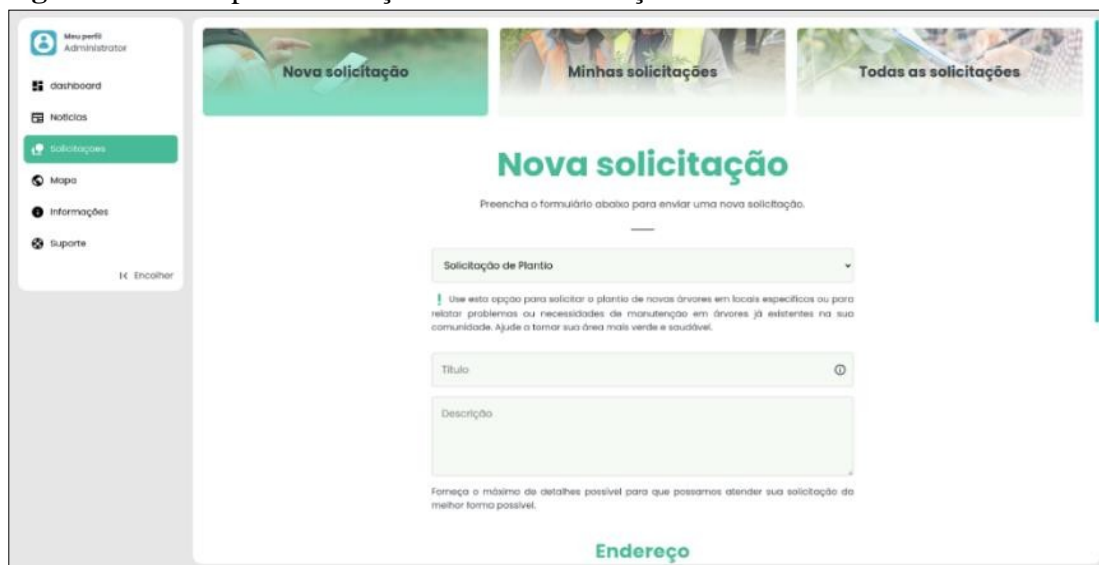 Meu perfil
Administrator
dashboard
Notícias
Solicitações
Mapa
Informações
Suporte
Encolher
Nova solicitação
Minhas solicitações
Todas as solicitações
Nova solicitação
Preencha o formulário abaixo para enviar uma nova solicitação.
Solicitação de Plantio
! Use esta opção para solicitar o plantio de novas árvores em locais específicos ou para
relatar problemas ou necessidades de manutenção em árvores já existentes na sua
comunidade. Ajude a tornar sua área mais verde e saudável.
Título
Descrição
Forneça o máximo de detalhes possível para que possamos atender sua solicitação da
melhor forma possível.
Endereço